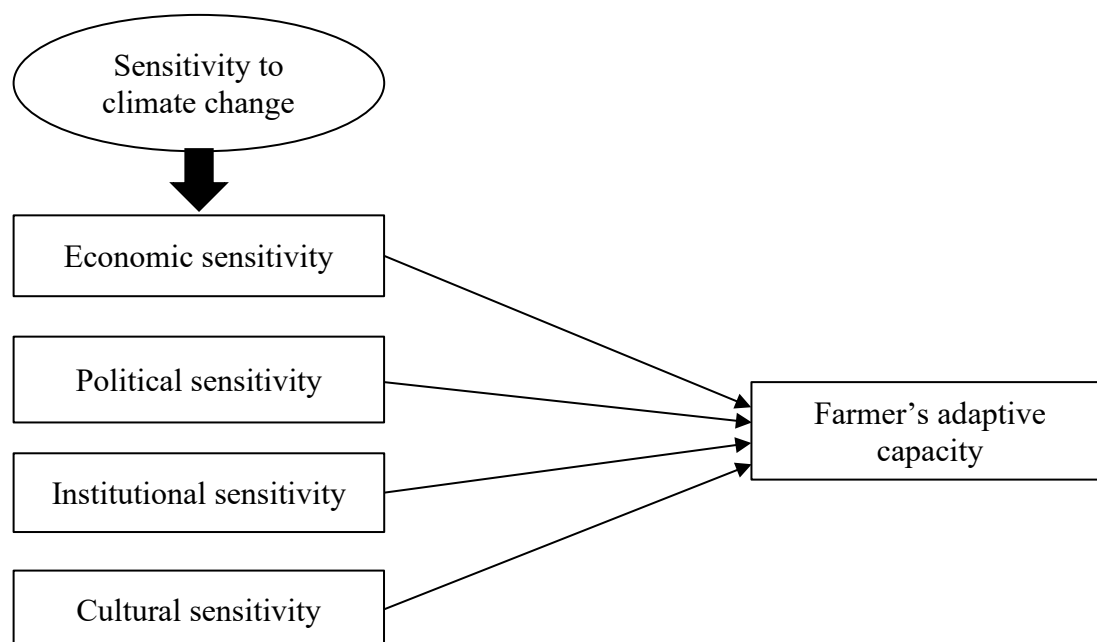 Sensitivity to
climate change
Economic sensitivity
Political sensitivity
Institutional sensitivity
Cultural sensitivity
Farmer’s adaptive
capacity